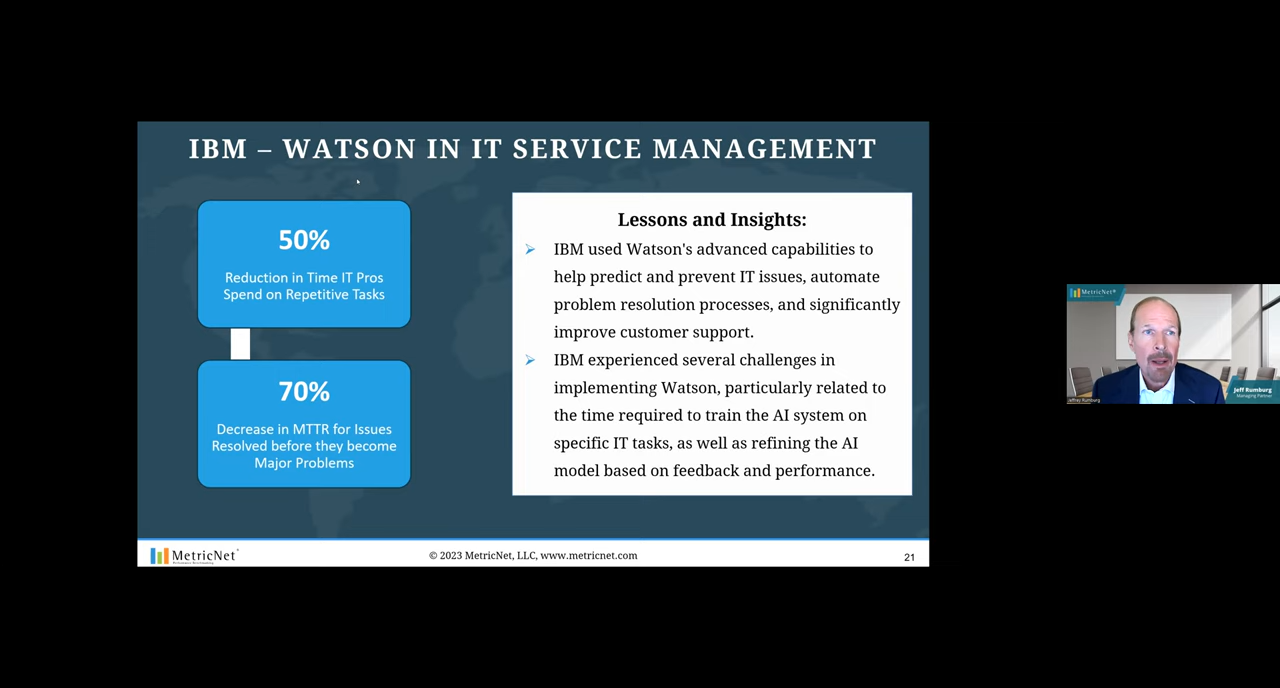 IBM – WATSON IN IT SERVICE MANAGEMENT
50%
Reduction in Time IT Pros
Spend on Repetitive Tasks
70%
Decrease in MTTR for Issues
Resolved before they become
Major Problems
Lessons and Insights:
IBM used Watson's advanced capabilities to
help predict and prevent IT issues, automate
problem resolution processes, and significantly
improve customer support.
IBM experienced several challenges in
implementing Watson, particularly related to
the time required to train the AI system on
specific IT tasks, as well as refining the AI
model based on feedback and performance.
MetricNet
© 2023 MetricNet, LLC, www.metricnet.com
21
MetricNet®
Jeff Rumburg
Managing Partner
Jeffrey Rumburg